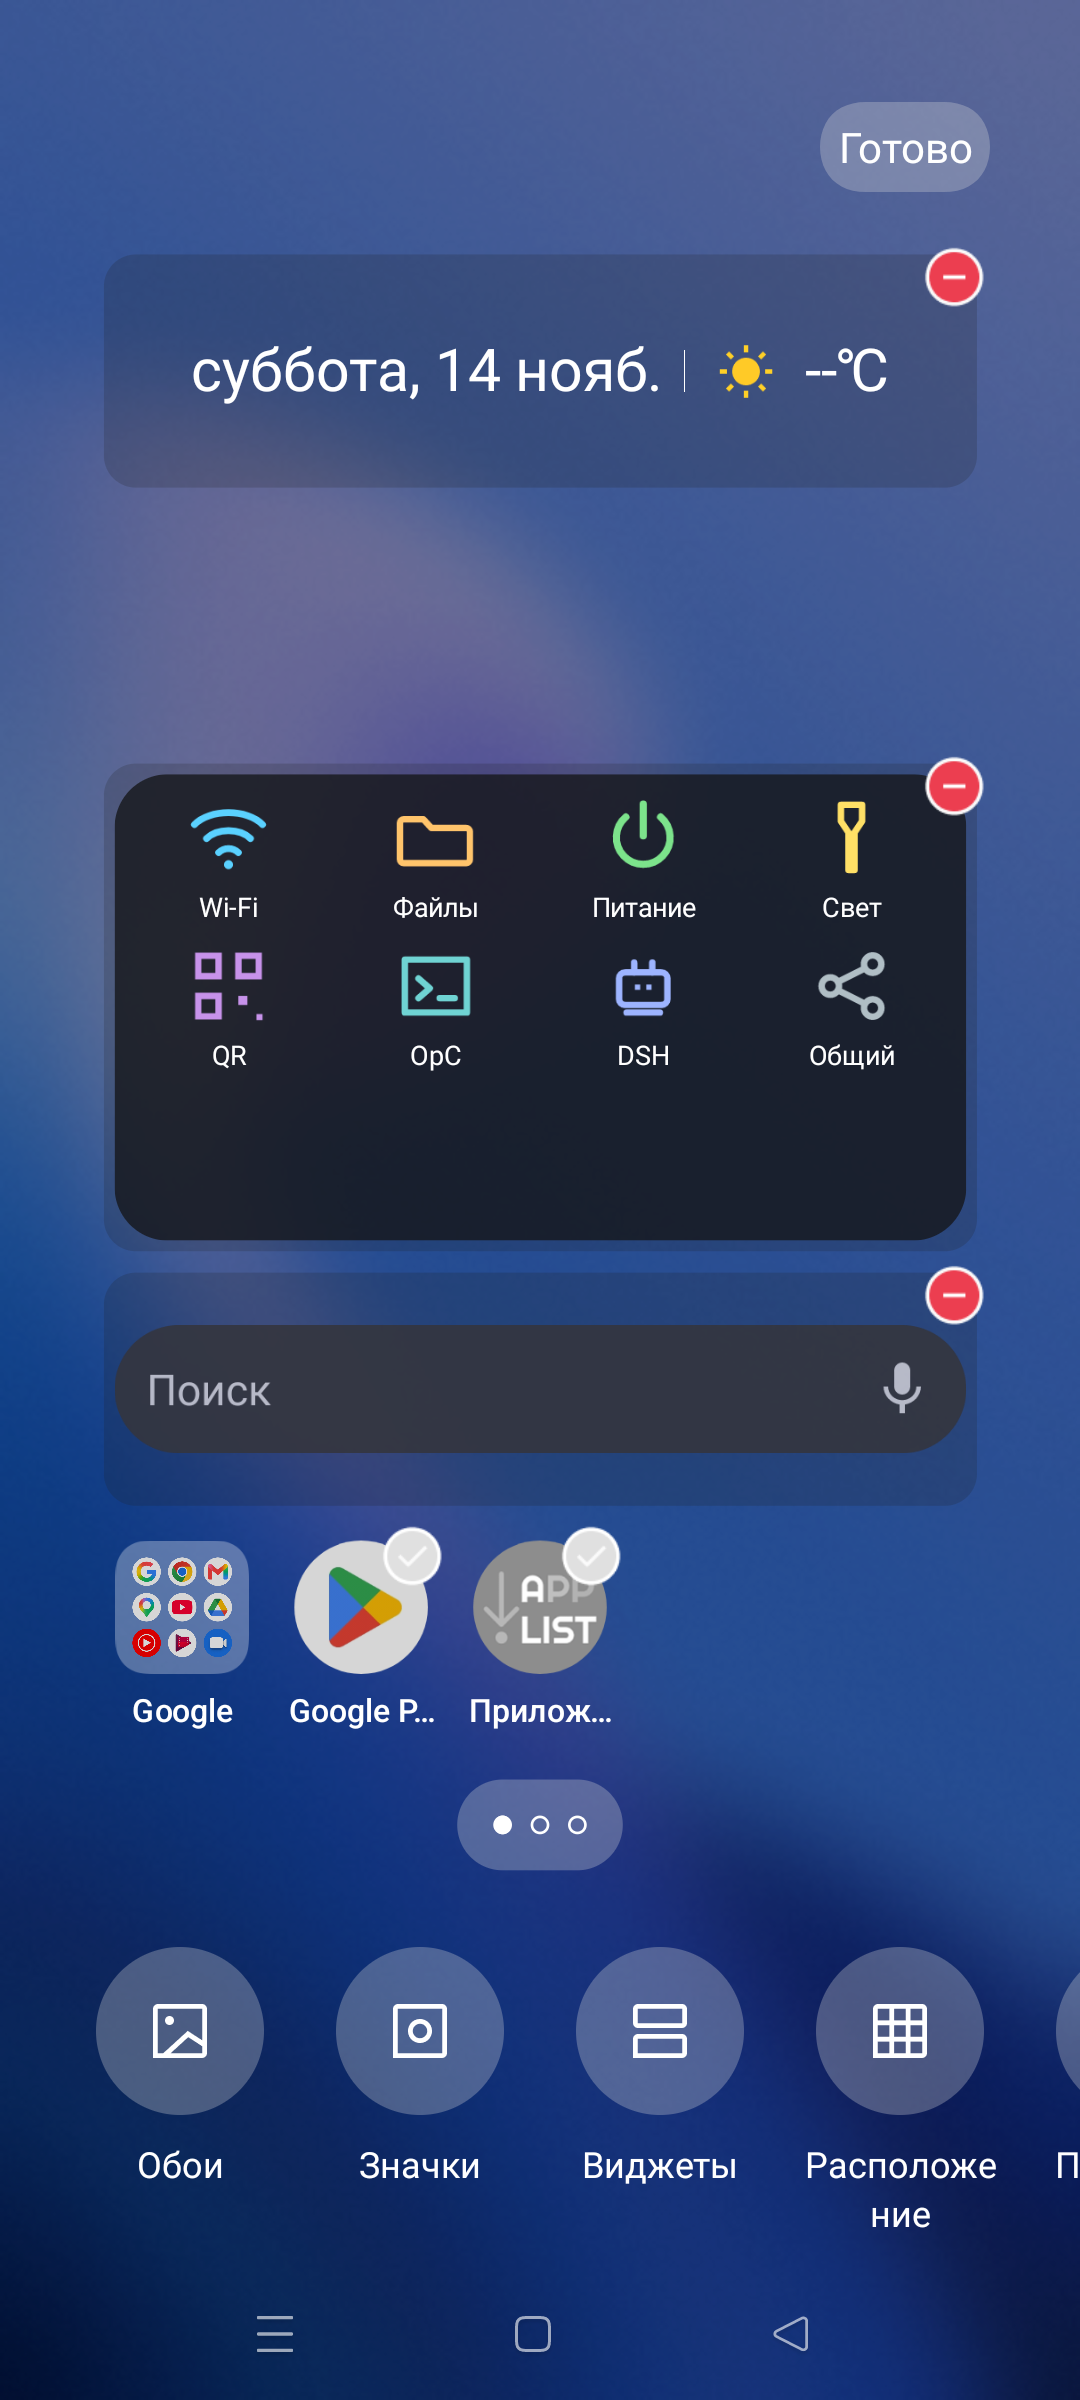 Готово
суббота, 14 нояб. --°C
Wi-Fi Файлы Питание Свет
QR OpC DSH Общий
Поиск
APP
LIST
Google Google P... Прилож...
Обои Значки Виджеты Расположе П
ние